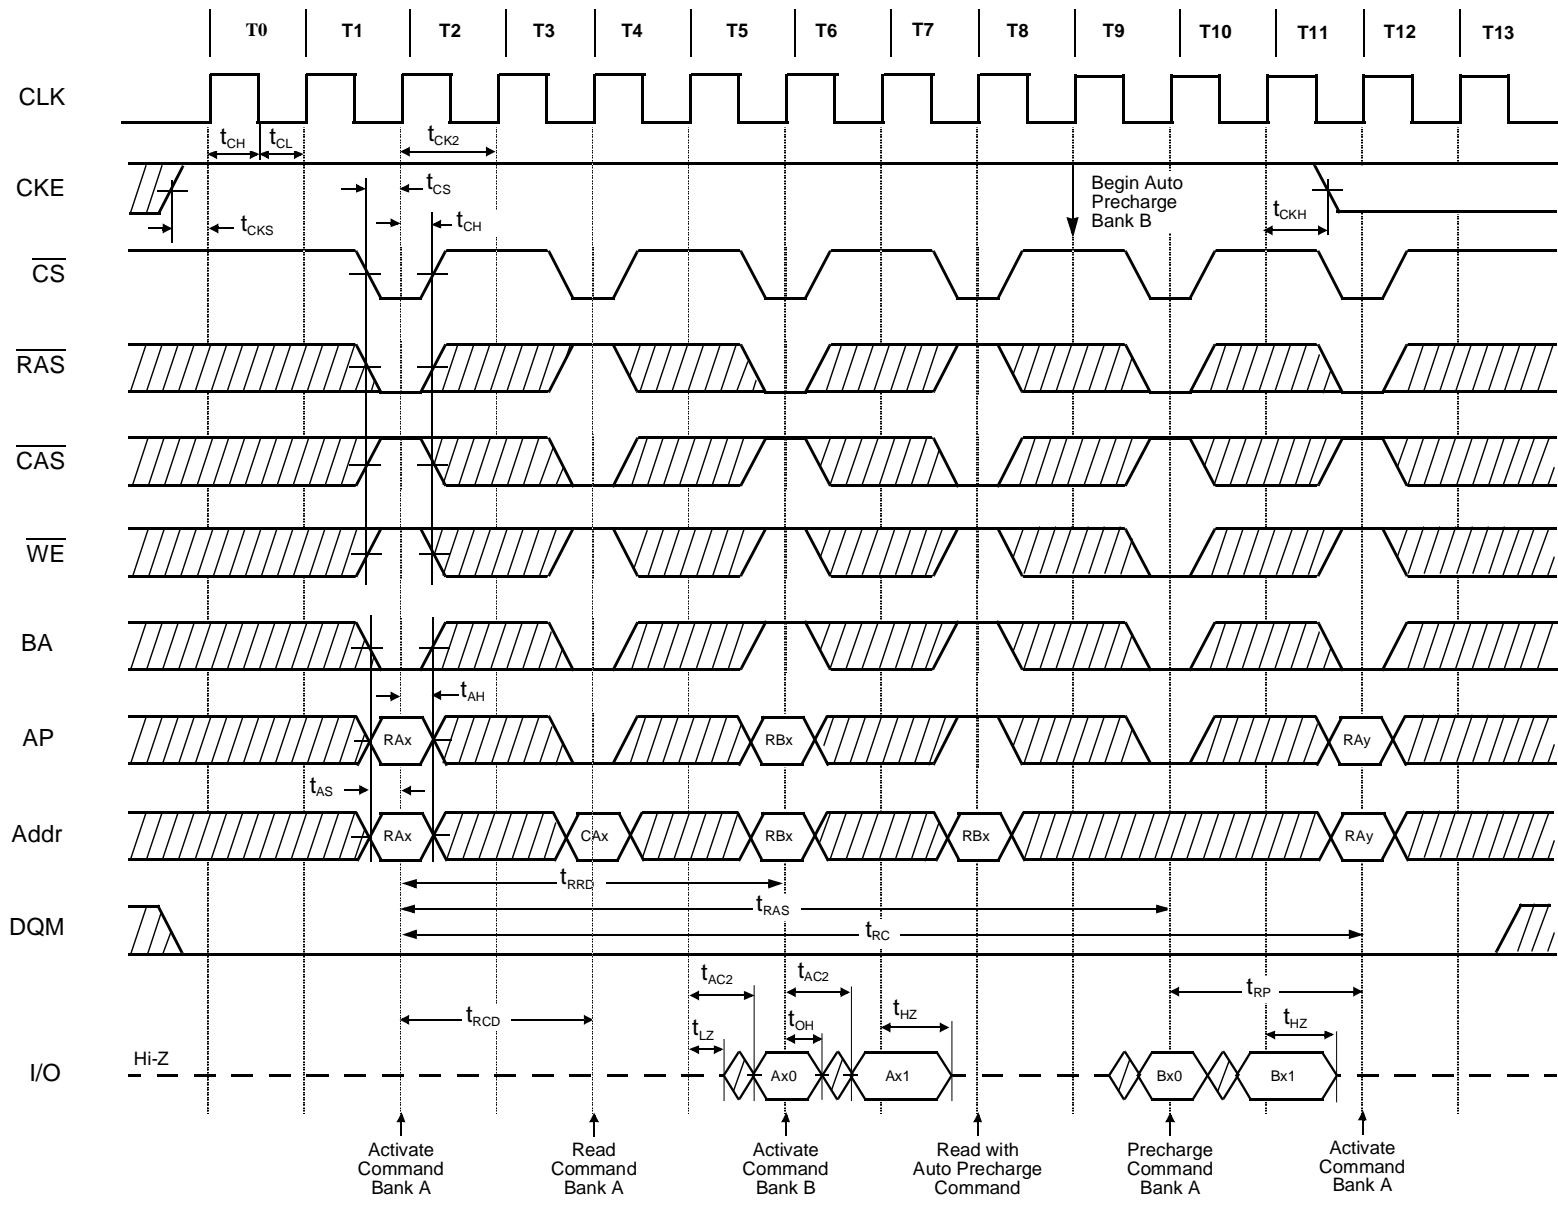 T0 T1 T2 T3 T4 T5 T6 T7 T8 T9 T10 T11 T12 T13
CLK
tCH tCL tCK2
CKE
tCS
Begin Auto
Precharge
Bank B
tCKS
tCH
tCKH
CS
RAS
CAS
WE
BA
tAH
AP
RAx RBx RAy
tAS
Addr
RAx CAx RBx RBx RAy
tRRD
tRAS
DQM
tRC
tAC2 tAC2
tRP
tRCD
tLZ tOH tHZ tHZ
Hi-Z
I/O
Ax0 Ax1 Bx0 Bx1
Activate
Command
Bank A
Read
Command
Bank A
Activate
Command
Bank B
Read with
Auto Precharge
Command
Precharge
Command
Bank A
Activate
Command
Bank A